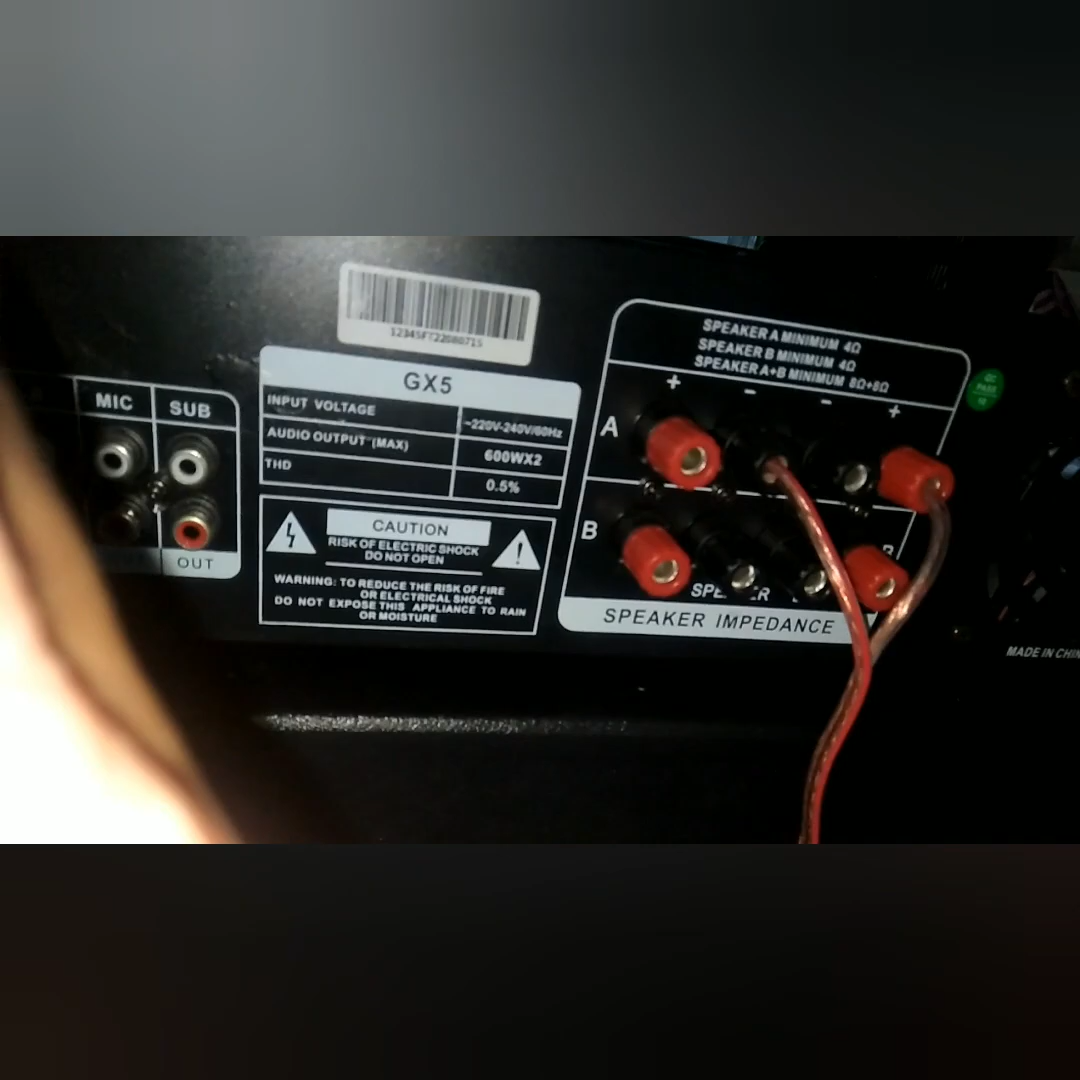 12345FT22080715
SPEAKER A MINIMUM 4Ω
SPEAKER B MINIMUM 4Ω
SPEAKER A+B MINIMUM 8Ω+8Ω
+ - - +
A
B
SPEAKER IMPEDANCE
MIC
SUB
OUT
GX5
INPUT VOLTAGE ~220V-240V/60Hz
AUDIO OUTPUT (MAX) 600WX2
THD 0.5%
CAUTION
RISK OF ELECTRIC SHOCK
DO NOT OPEN
WARNING: TO REDUCE THE RISK OF FIRE
OR ELECTRICAL SHOCK
DO NOT EXPOSE THIS APPLIANCE TO RAIN
OR MOISTURE
QC
PASS
MADE IN CHIN